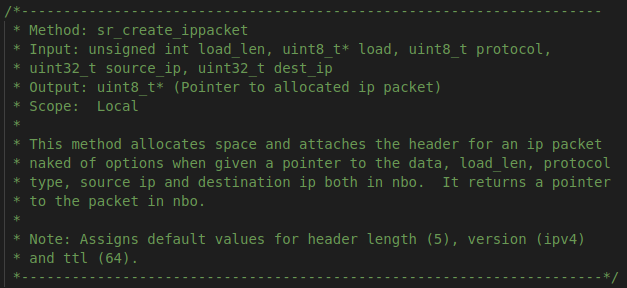 /*---------------------------------------------------------------------
 * Method: sr_create_ippacket
 * Input: unsigned int load_len, uint8_t* load, uint8_t protocol,
 * uint32_t source_ip, uint32_t dest_ip
 * Output: uint8_t* (Pointer to allocated ip packet)
 * Scope:  Local
 *
 * This method allocates space and attaches the header for an ip packet
 * naked of options when given a pointer to the data, load_len, protocol
 * type, source ip and destination ip both in nbo.  It returns a pointer
 * to the packet in nbo.
 *
 * Note: Assigns default values for header length (5), version (ipv4)
 * and ttl (64).
 *---------------------------------------------------------------------*/